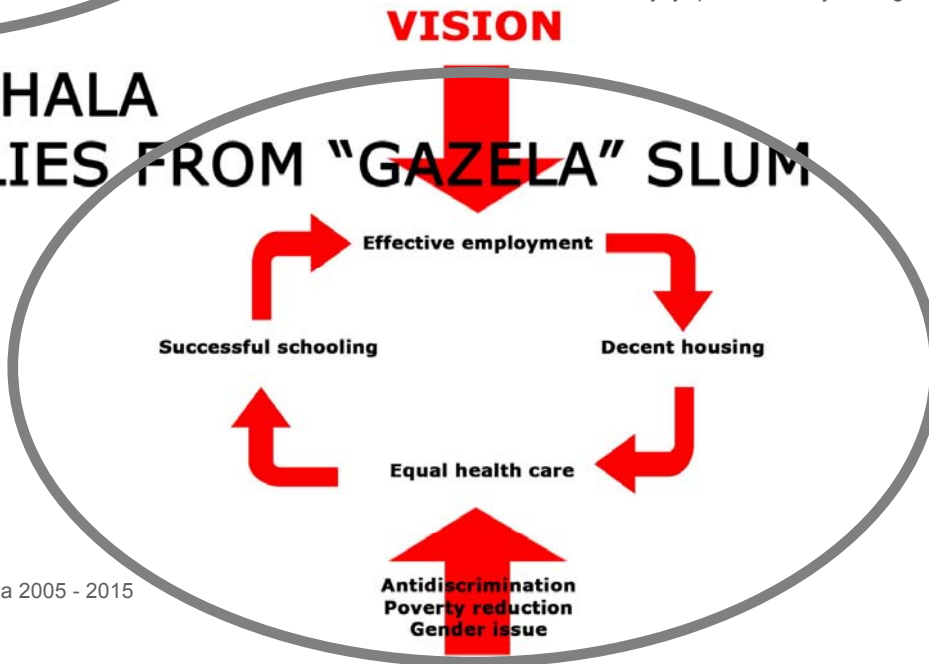 VISION
HALA
LIES FROM “GAZELA” SLUM
Effective employment
Successful schooling
Decent housing
Equal health care
a 2005 - 2015
Antidiscrimination
Poverty reduction
Gender issue